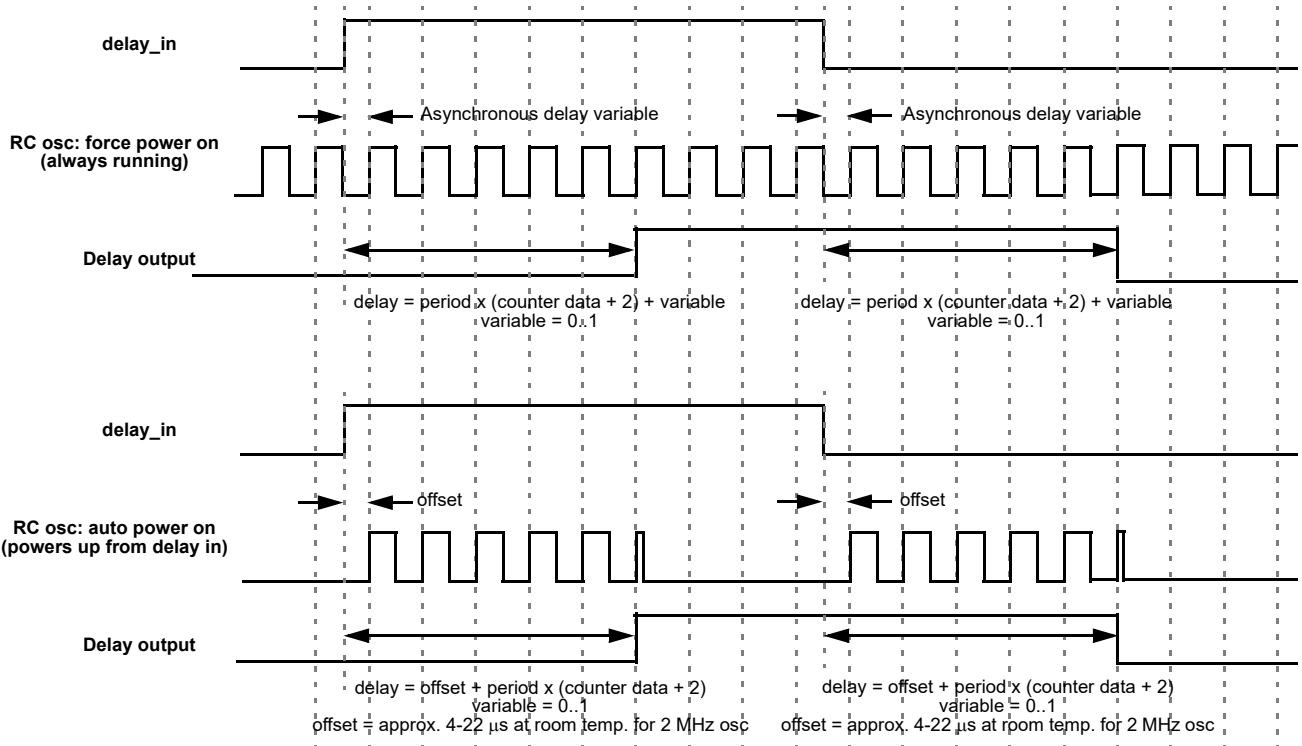 delay_in
Asynchronous delay variable
Asynchronous delay variable
RC osc: force power on
(always running)
Delay output
delay = period x (counter data + 2) + variable
variable = 0..1
delay = period x (counter data + 2) + variable
variable = 0..1
delay_in
offset
offset
RC osc: auto power on
(powers up from delay in)
Delay output
delay = offset + period x (counter data + 2)
variable = 0..1
offset = approx. 4-22 μs at room temp. for 2 MHz osc
delay = offset + period x (counter data + 2)
variable = 0..1
offset = approx. 4-22 μs at room temp. for 2 MHz osc